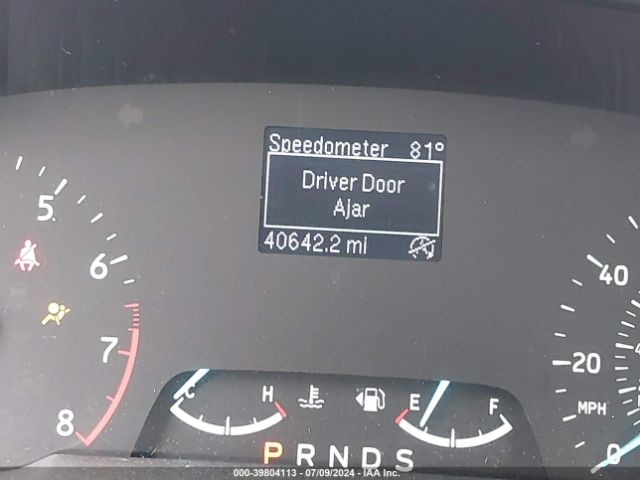 Speedometer 81°
Driver Door
Ajar
40642.2 mi
5
6
7
8
40
20
MPH
0
C H
E F
P R N D S
000-39804113 - 07/09/2024 - IAA Inc.